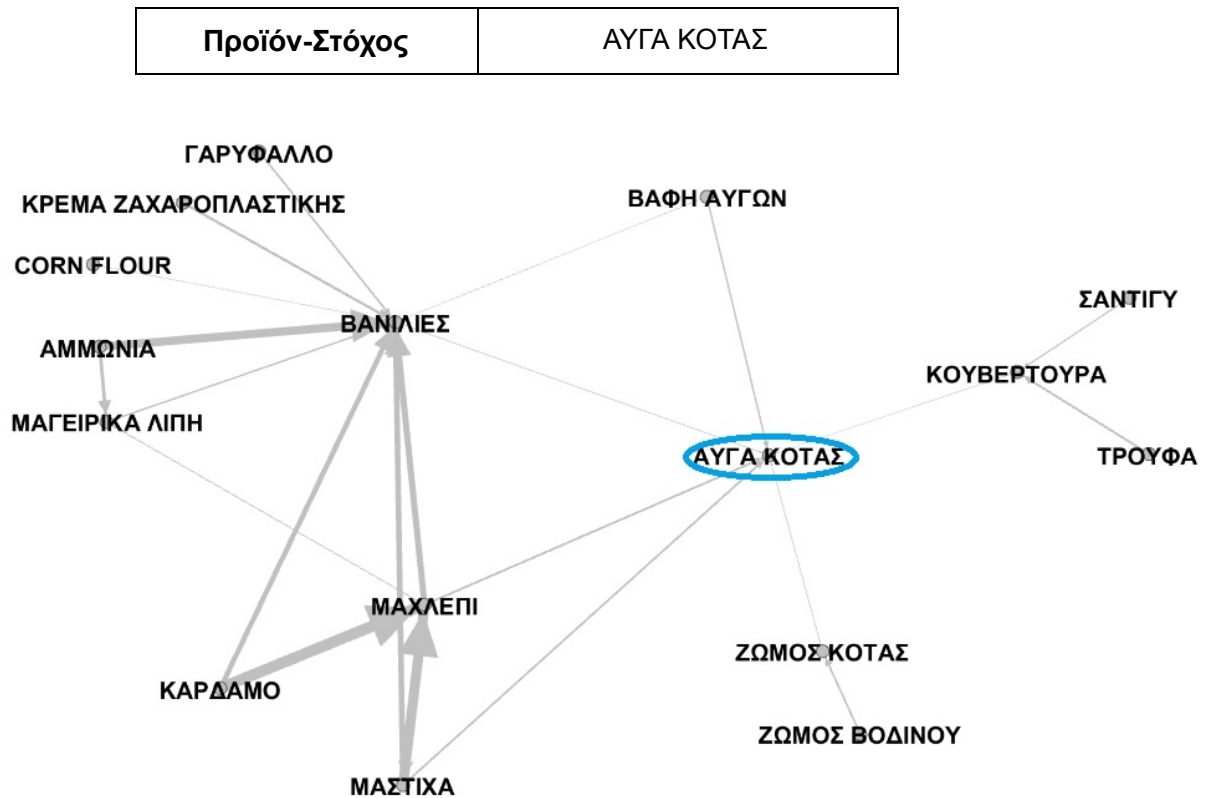 Προϊόν-Στόχος ΑΥΓΑ ΚΟΤΑΣ
ΓΑΡΥΦΑΛΛΟ
ΚΡΕΜΑ ΖΑΧΑΡΟΠΛΑΣΤΙΚΗΣ
ΒΑΦΗ ΑΥΓΩΝ
CORN FLOUR
ΣΑΝΤΙΓΥ
ΒΑΝΙΛΙΕΣ
ΑΜΜΩΝΙΑ
ΚΟΥΒΕΡΤΟΥΡΑ
ΜΑΓΕΙΡΙΚΑ ΛΙΠΗ
ΑΥΓΑ ΚΟΤΑΣ
ΤΡΟΥΦΑ
ΜΑΧΛΕΠΙ
ΖΩΜΟΣ ΚΟΤΑΣ
ΚΑΡΔΑΜΟ
ΖΩΜΟΣ ΒΟΔΙΝΟΥ
ΜΑΣΤΙΧΑ